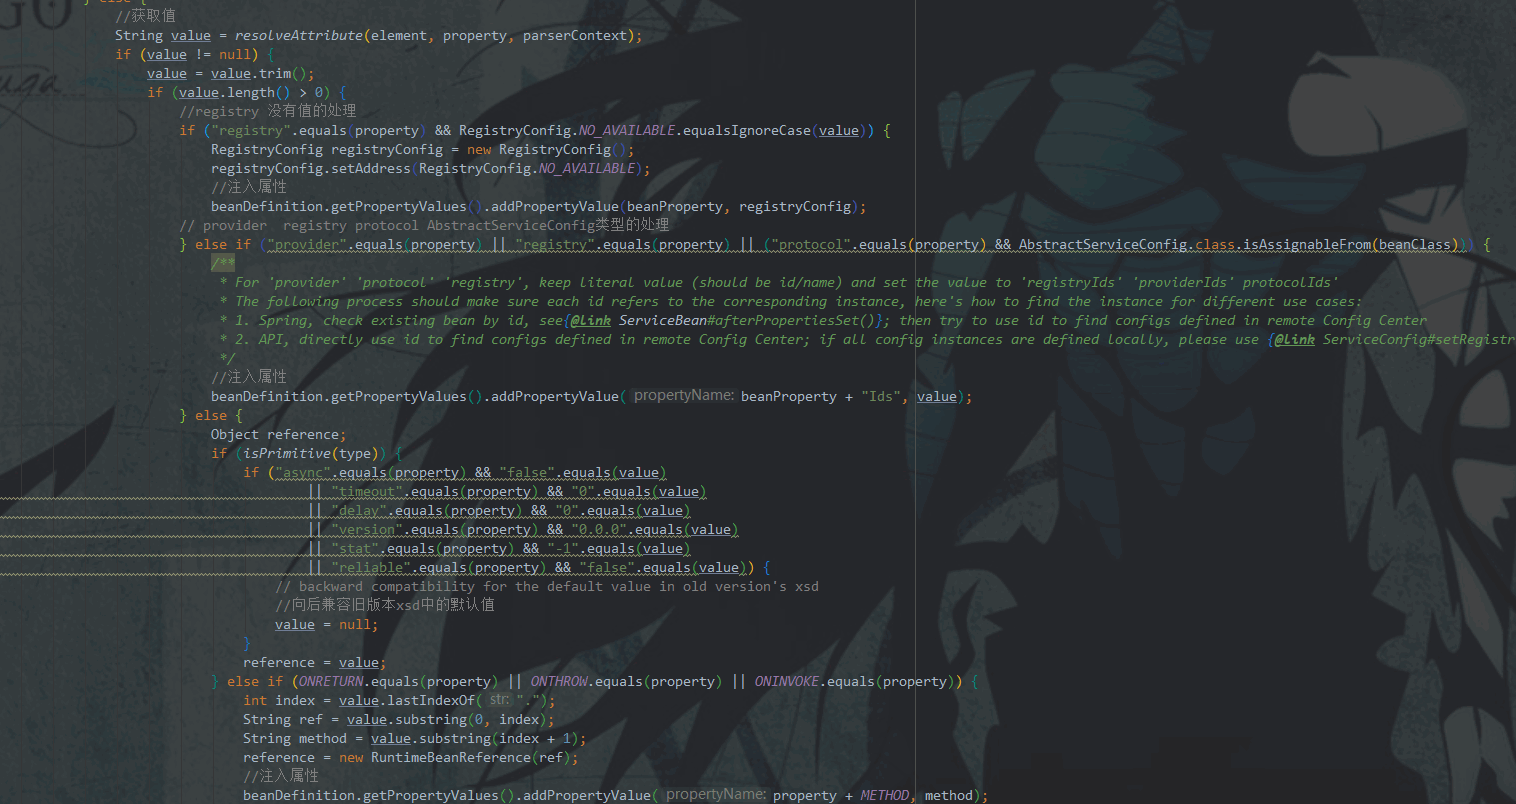 GO
} else {
//获取值
String value = resolveAttribute(element, property, parserContext);
if (value != null) {
value = value.trim();
uga
if (value.length() > 0) {
//registry 没有值的处理
if ("registry".equals(property) && RegistryConfig.NO_AVAILABLE.equalsIgnoreCase(value)) {
RegistryConfig registryConfig = new RegistryConfig();
registryConfig.setAddress(RegistryConfig.NO_AVAILABLE);
//注入属性
beanDefinition.getPropertyValues().addPropertyValue(beanProperty, registryConfig);
// provider  registry protocol AbstractServiceConfig类型的处理
} else if ("provider".equals(property) || "registry".equals(property) || ("protocol".equals(property) && AbstractServiceConfig.class.isAssignableFrom(beanClass))) {
/**
* For 'provider' 'protocol' 'registry', keep literal value (should be id/name) and set the value to 'registryIds' 'providerIds' protocolIds'
* The following process should make sure each id refers to the corresponding instance, here's how to find the instance for different use cases:
* 1. Spring, check existing bean by id, see{@link ServiceBean#afterPropertiesSet()}; then try to use id to find configs defined in remote Config Center
* 2. API, directly use id to find configs defined in remote Config Center; if all config instances are defined locally, please use {@link ServiceConfig#setRegistr
*/
//注入属性
beanDefinition.getPropertyValues().addPropertyValue( propertyName: beanProperty + "Ids", value);
} else {
Object reference;
if (isPrimitive(type)) {
if ("async".equals(property) && "false".equals(value)
|| "timeout".equals(property) && "0".equals(value)
|| "delay".equals(property) && "0".equals(value)
|| "version".equals(property) && "0.0.0".equals(value)
|| "stat".equals(property) && "-1".equals(value)
|| "reliable".equals(property) && "false".equals(value)) {
// backward compatibility for the default value in old version's xsd
//向后兼容旧版本xsd中的默认值
value = null;
}
reference = value;
} else if (ONRETURN.equals(property) || ONTHROW.equals(property) || ONINVOKE.equals(property)) {
int index = value.lastIndexOf( str: ".");
String ref = value.substring(0, index);
String method = value.substring(index + 1);
reference = new RuntimeBeanReference(ref);
//注入属性
beanDefinition.getPropertyValues().addPropertyValue( propertyName: property + METHOD, method);